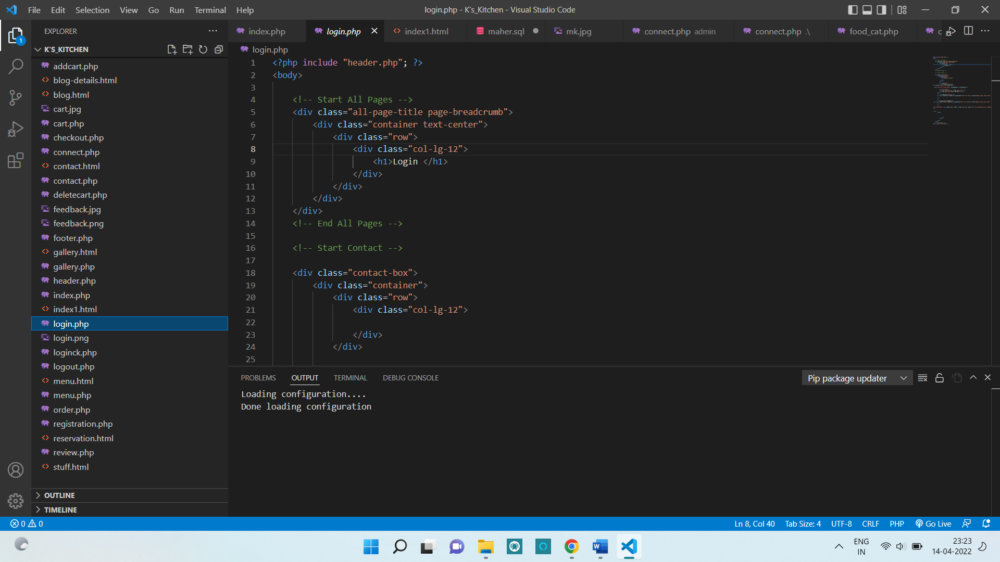 File Edit Selection View Go Run Terminal Help
login.php - K's_Kitchen - Visual Studio Code
EXPLORER
index.php
login.php
index1.html
maher.sql
mk.jpg
connect.php admin
connect.php .\
food_cat.php
c
1
K'S_KITCHEN
addcart.php
blog-details.html
blog.html
cart.jpg
cart.php
checkout.php
connect.php
contact.html
contact.php
deletecart.php
feedback.jpg
feedback.png
footer.php
gallery.html
gallery.php
header.php
index.php
index1.html
login.php
login.png
loginck.php
logout.php
menu.html
menu.php
order.php
registration.php
reservation.html
review.php
stuff.html
OUTLINE
TIMELINE
login.php
1 <?php include "header.php"; ?>
2 <body>
3
4 <!-- Start All Pages -->
5 <div class="all-page-title page-breadcrumb">
6 <div class="container text-center">
7 <div class="row">
8 <div class="col-lg-12">
9 <h1>Login </h1>
10 </div>
11 </div>
12 </div>
13 </div>
14 <!-- End All Pages -->
15
16 <!-- Start Contact -->
17
18 <div class="contact-box">
19 <div class="container">
20 <div class="row">
21 <div class="col-lg-12">
22
23 </div>
24 </div>
25
PROBLEMS OUTPUT TERMINAL DEBUG CONSOLE
Pip package updater
Loading configuration....
Done loading configuration
0 0
Ln 8, Col 40 Tab Size: 4 UTF-8 CRLF PHP Go Live
ENG
IN
23:23
14-04-2022